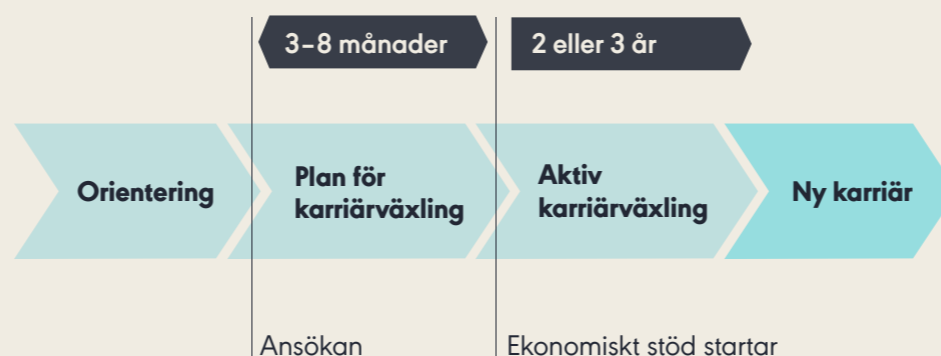 3–8 månader
2 eller 3 år
Orientering
Plan för
karriärväxling
Aktiv
karriärväxling
Ny karriär
Ansökan
Ekonomiskt stöd startar